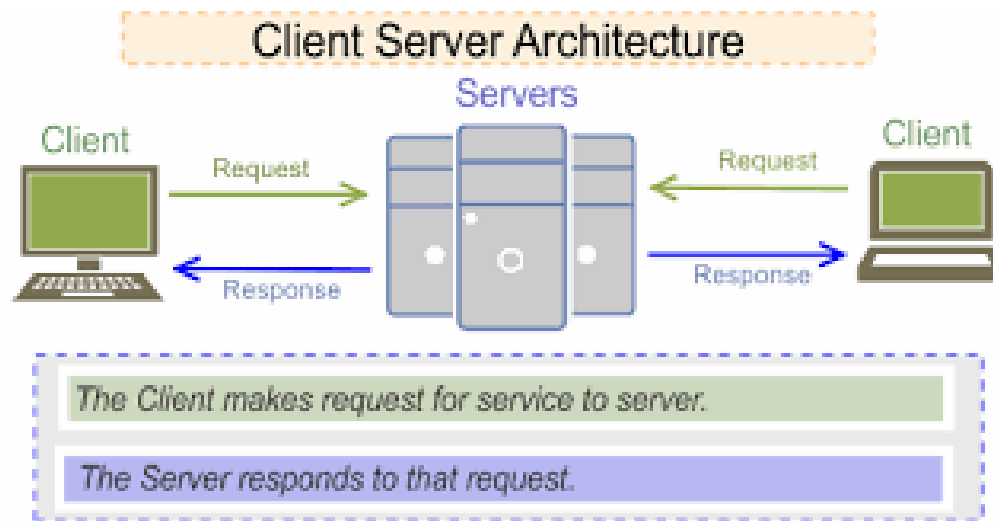 Client Server Architecture
Servers
Client
Client
Request
Request
Response
Response
The Client makes request for service to server.
The Server responds to that request.